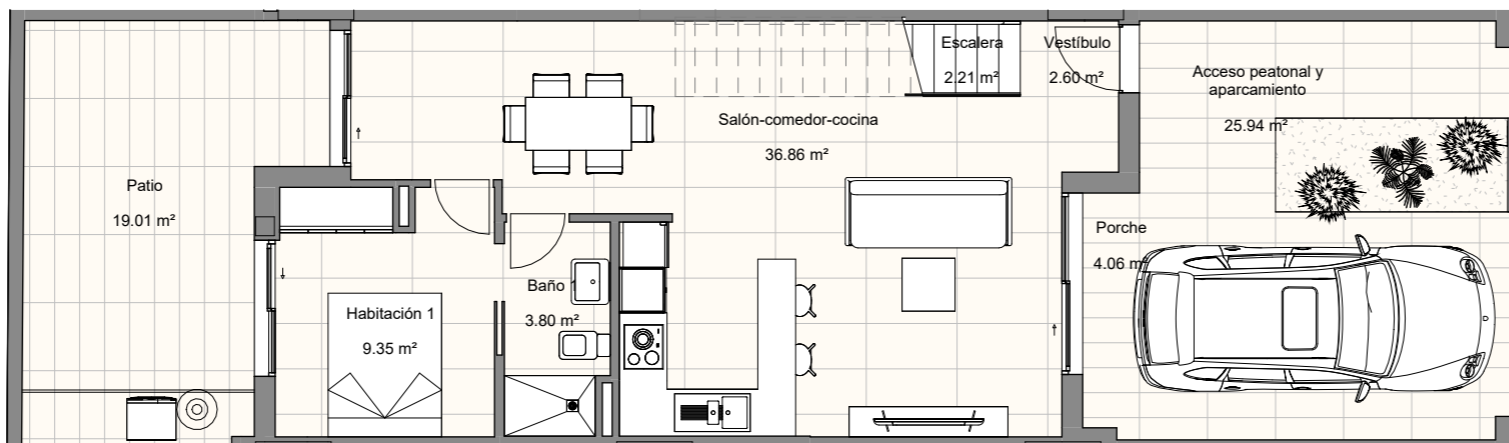 Patio
19.01 m²
Habitación 1
9.35 m²
Baño
3.80 m²
Salón-comedor-cocina
36.86 m²
Escalera
2.21 m²
Vestíbulo
2.60 m²
Porche
4.06 m²
Acceso peatonal y
aparcamiento
25.94 m²